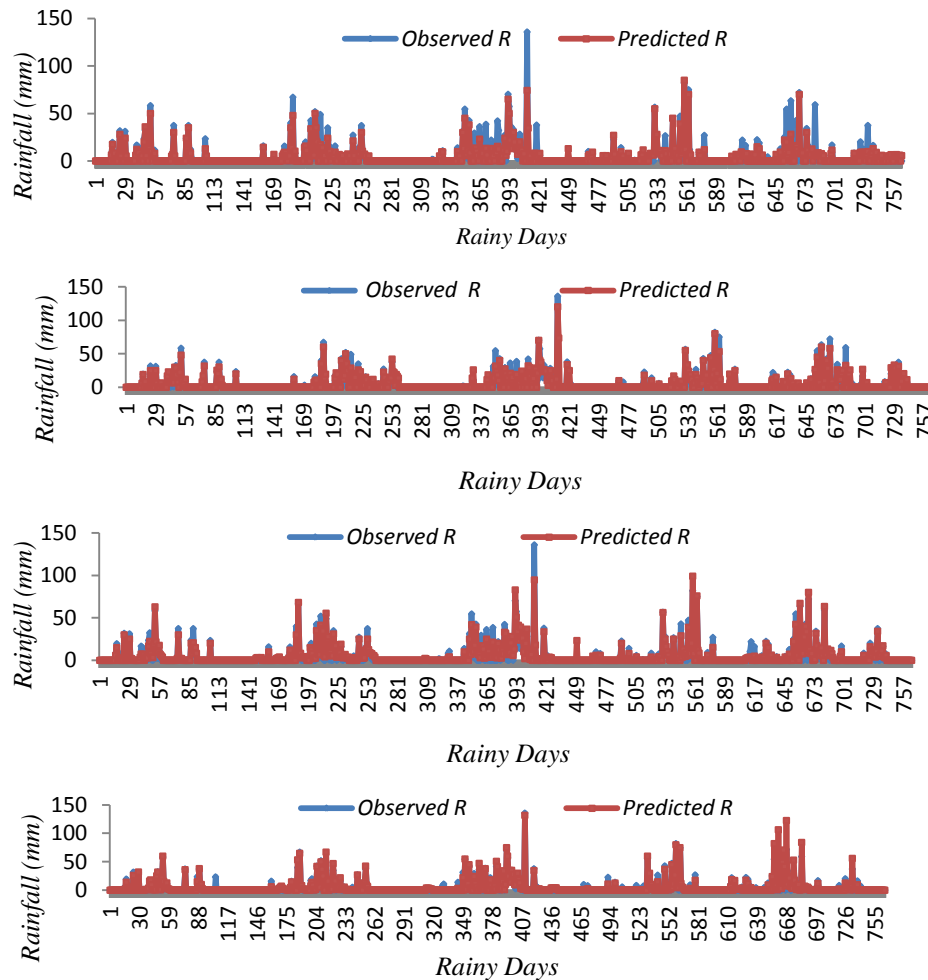 Observed R Predicted R
Rainfall (mm)
150
100
50
0
1 29 57 85 113 141 169 197 225 253 281 309 337 365 393 421 449 477 505 533 561 589 617 645 673 701 729 757
Rainy Days
Observed R Predicted R
Rainfall (mm)
150
100
50
0
1 29 57 85 113 141 169 197 225 253 281 309 337 365 393 421 449 477 505 533 561 589 617 645 673 701 729 757
Rainy Days
Observed R Predicted R
Rainfall (mm)
150
100
50
0
1 29 57 85 113 141 169 197 225 253 281 309 337 365 393 421 449 477 505 533 561 589 617 645 673 701 729 757
Rainy Days
Observed R Predicted R
Rainfall (mm)
150
100
50
0
1 30 59 88 117 146 175 204 233 262 291 320 349 378 407 436 465 494 523 552 581 610 639 668 697 726 755
Rainy Days